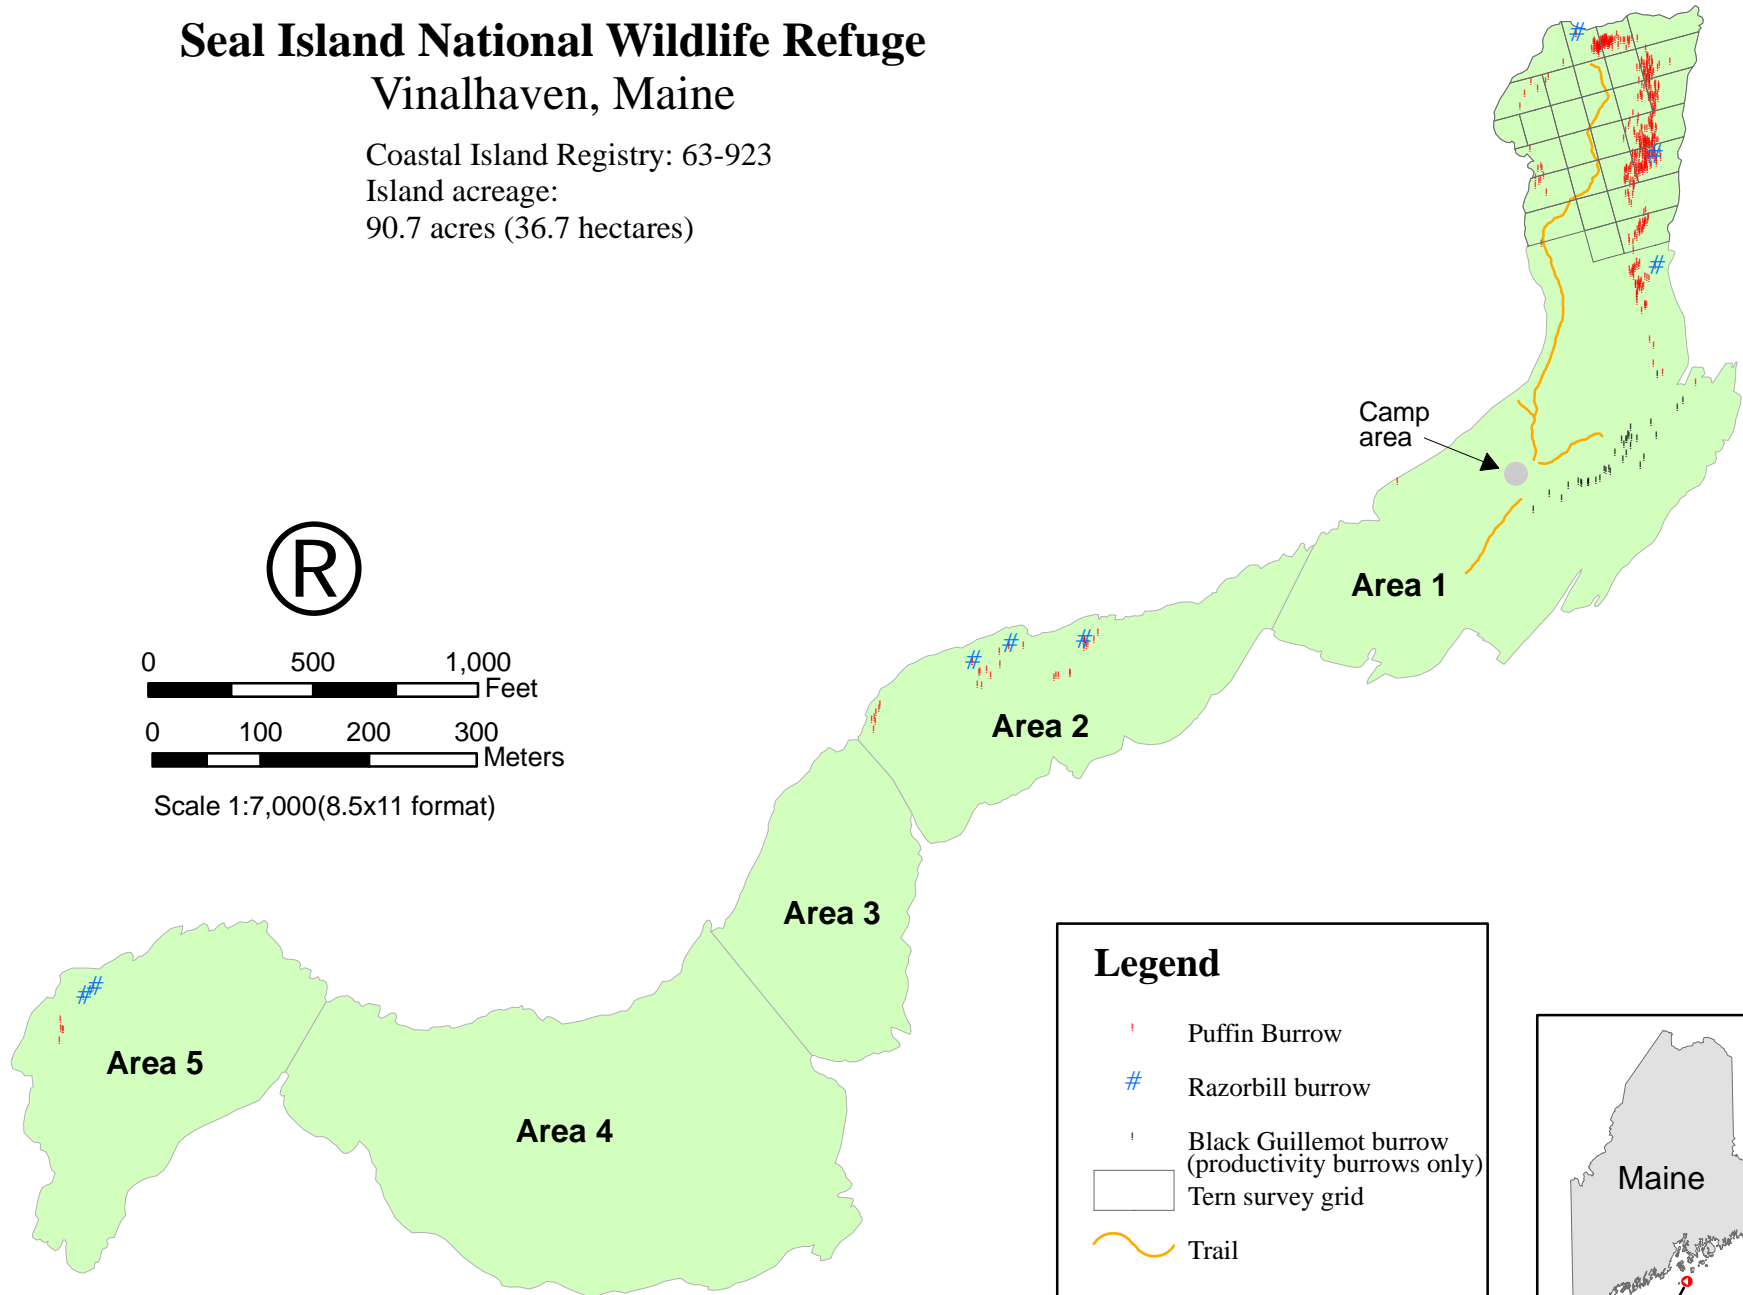 Seal Island National Wildlife Refuge
Vinalhaven, Maine
Coastal Island Registry: 63-923
Island acreage:
90.7 acres (36.7 hectares)
Camp
area
®
0 500 1,000
Feet
0 100 200 300
Meters
Scale 1:7,000(8.5x11 format)
Area 1
Area 2
Area 3
Area 4
Area 5
Legend
! Puffin Burrow
# Razorbill burrow
! Black Guillemot burrow
(productivity burrows only)
Tern survey grid
Trail
Maine